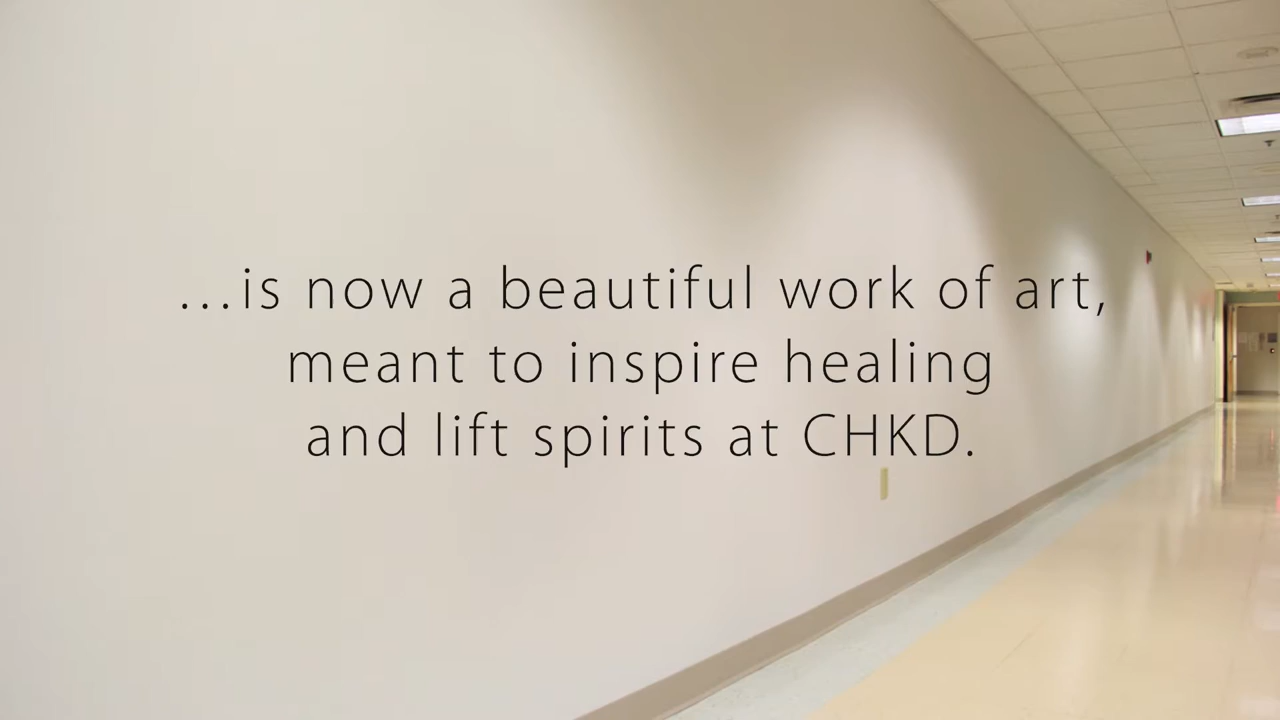 ...is now a beautiful work of art,
meant to inspire healing
and lift spirits at CHKD.